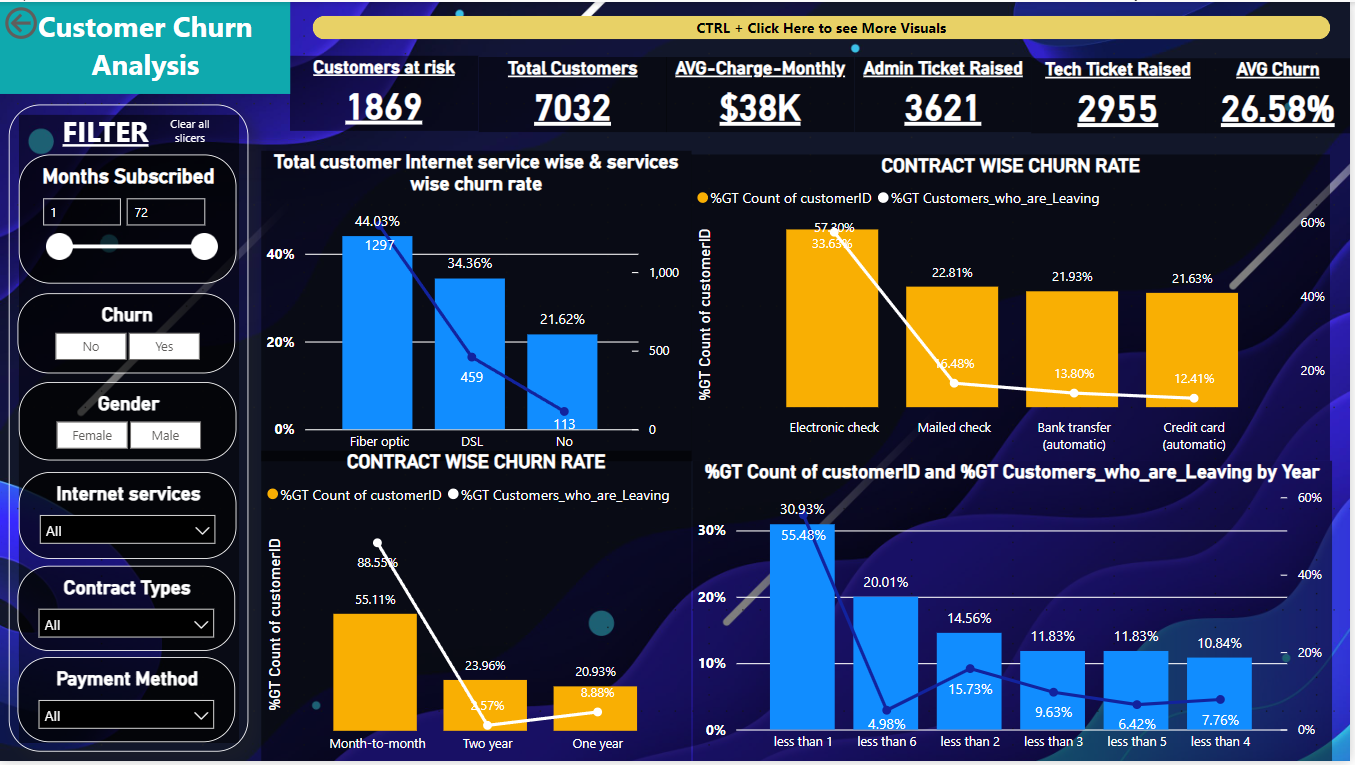 Customer Churn
Analysis
CTRL + Click Here to see More Visuals
Customers at risk
1869
Total Customers
7032
AVG-Charge-Monthly
$38K
Admin Ticket Raised
3621
Tech Ticket Raised
2955
AVG Churn
26.58%
FILTER
Clear all
slicers
Months Subscribed
1
72
Churn
No
Yes
Gender
Female
Male
Internet services
All
Contract Types
All
Payment Method
All
Total customer Internet service wise & services
wise churn rate
44.03%
1297
34.36%
459
21.62%
113
40%
20%
0%
1,000
500
0
Fiber optic
DSL
No
CONTRACT WISE CHURN RATE
%GT Count of customerID
%GT Customers_who_are_Leaving
%GT Count of customerID
57.30%
33.63%
22.81%
16.48%
21.93%
13.80%
21.63%
12.41%
60%
40%
20%
Electronic check
Mailed check
Bank transfer
(automatic)
Credit card
(automatic)
CONTRACT WISE CHURN RATE
%GT Count of customerID
%GT Customers_who_are_Leaving
%GT Count of customerID
88.55%
55.11%
23.96%
2.57%
20.93%
8.88%
Month-to-month
Two year
One year
%GT Count of customerID and %GT Customers_who_are_Leaving by Year
30.93%
55.48%
20.01%
4.98%
14.56%
15.73%
11.83%
9.63%
11.83%
6.42%
10.84%
7.76%
30%
20%
10%
0%
60%
40%
20%
0%
less than 1
less than 6
less than 2
less than 3
less than 5
less than 4